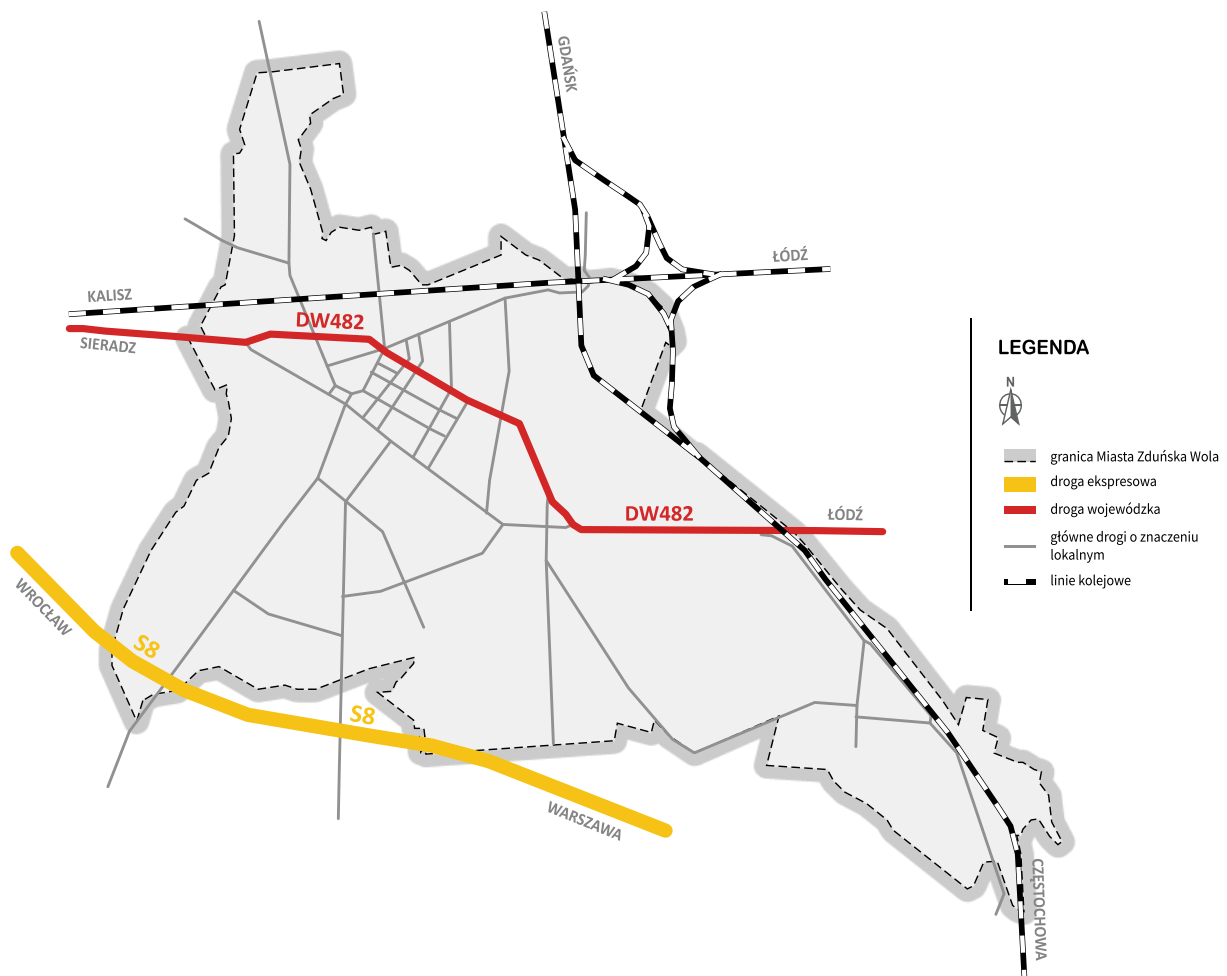 GDAŃSK
ŁÓDŹ
KALISZ
DW482
SIERADZ
LEGENDA
N
granica Miasta Zduńska Wola
droga ekspresowa
droga wojewódzka
główne drogi o znaczeniu
lokalnym
linie kolejowe
DW482
ŁÓDŹ
WROCŁAW
S8
S8
WARSZAWA
CZĘSTOCHOWA